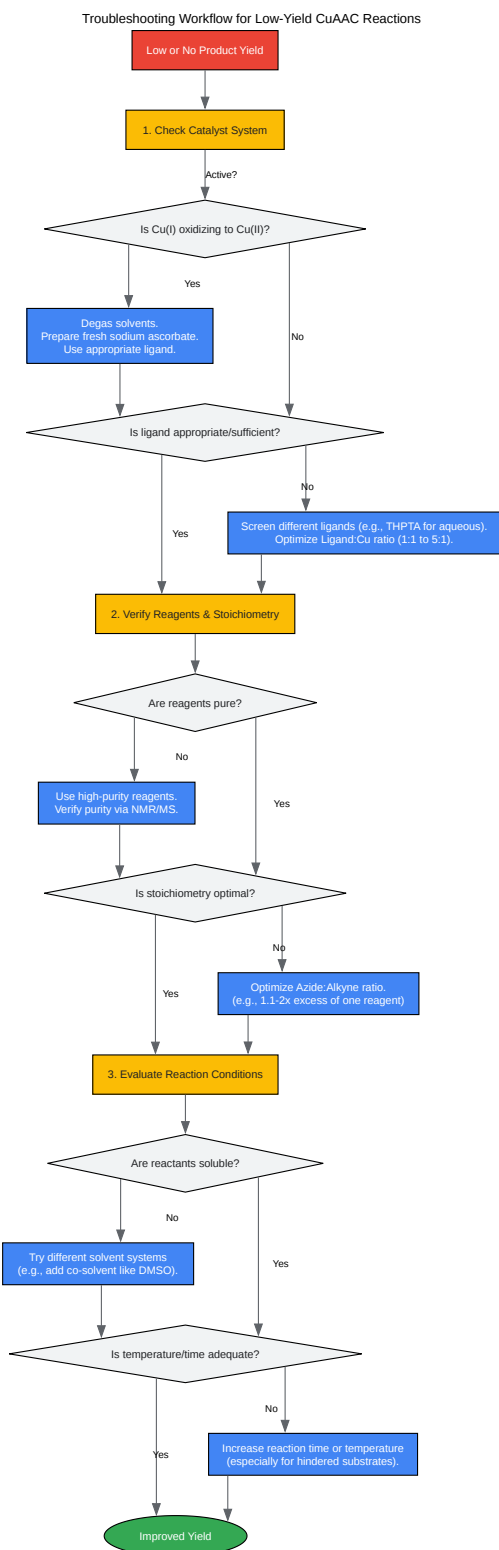 Troubleshooting Workflow for Low-Yield CuAAC Reactions
Low or No Product Yield
1. Check Catalyst System
Active?
Is Cu(I) oxidizing to Cu(II)?
Yes
Degas solvents.
Prepare fresh sodium ascorbate.
Use appropriate ligand.
No
Is ligand appropriate/sufficient?
No
Screen different ligands (e.g., THPTA for aqueous).
Optimize Ligand:Cu ratio (1:1 to 5:1).
Yes
2. Verify Reagents & Stoichiometry
Are reagents pure?
No
Use high-purity reagents.
Verify purity via NMR/MS.
Yes
Is stoichiometry optimal?
No
Optimize Azide:Alkyne ratio.
(e.g., 1.1-2x excess of one reagent)
Yes
3. Evaluate Reaction Conditions
Are reactants soluble?
No
Try different solvent systems
(e.g., add co-solvent like DMSO).
Yes
Is temperature/time adequate?
No
Increase reaction time or temperature
(especially for hindered substrates).
Yes
Improved Yield